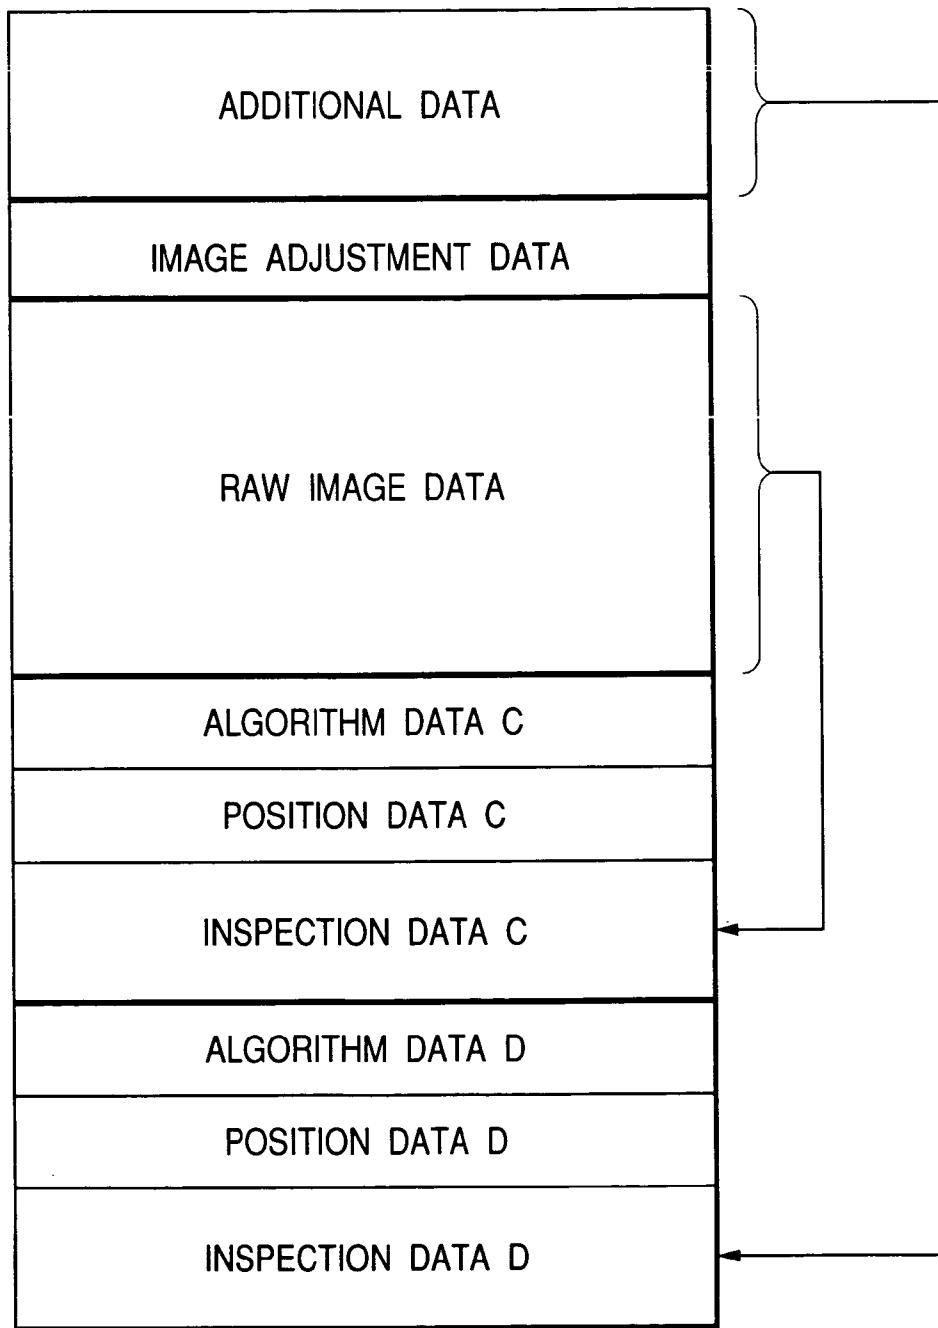 ADDITIONAL DATA
IMAGE ADJUSTMENT DATA
RAW IMAGE DATA
ALGORITHM DATA C
POSITION DATA C
INSPECTION DATA C
ALGORITHM DATA D
POSITION DATA D
INSPECTION DATA D